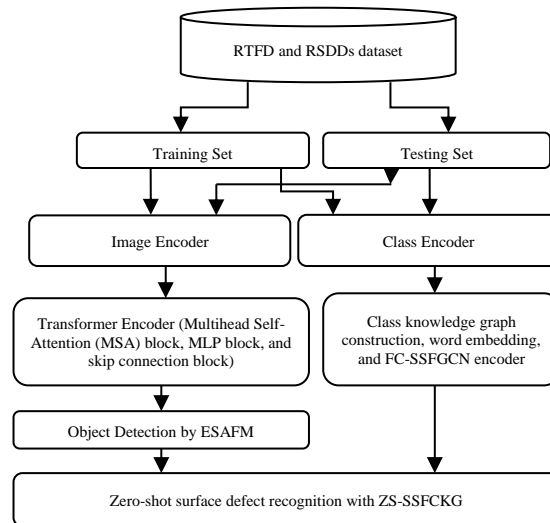 RTFD and RSDDs dataset
Training Set
Testing Set
Image Encoder
Class Encoder
Transformer Encoder (Multihead Self-
Attention (MSA) block, MLP block, and
skip connection block)
Class knowledge graph
construction, word embedding,
and FC-SSFGCN encoder
Object Detection by ESAFM
Zero-shot surface defect recognition with ZS-SSFCKG